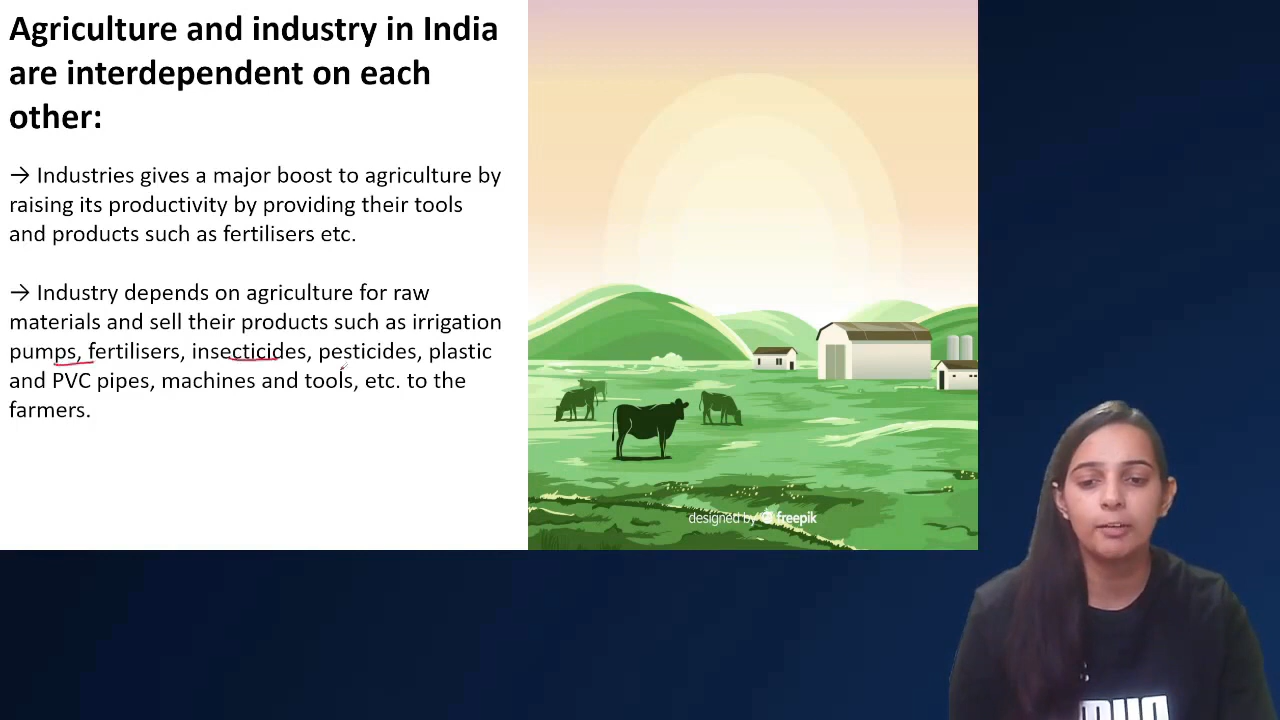 Agriculture and industry in India
are interdependent on each
other:
→ Industries gives a major boost to agriculture by
raising its productivity by providing their tools
and products such as fertilisers etc.
→ Industry depends on agriculture for raw
materials and sell their products such as irrigation
pumps, fertilisers, insecticides, pesticides, plastic
and PVC pipes, machines and tools, etc. to the
farmers.
designed by freepik